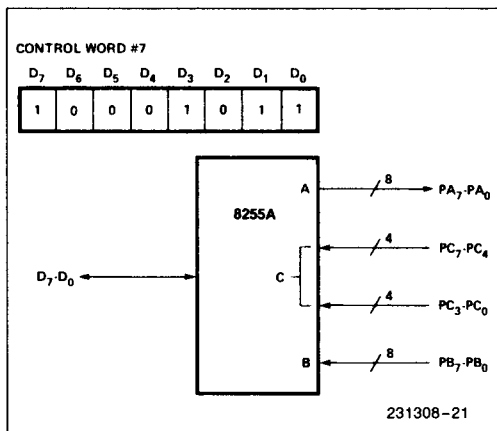 CONTROL WORD #7
D7 D6 D5 D4 D3 D2 D1 D0
1 0 0 0 1 0 1 1
A 8 PA7-PA0
8255A
4 PC7-PC4
D7-D0 C
4 PC3-PC0
B 8 PB7-PB0
231308-21